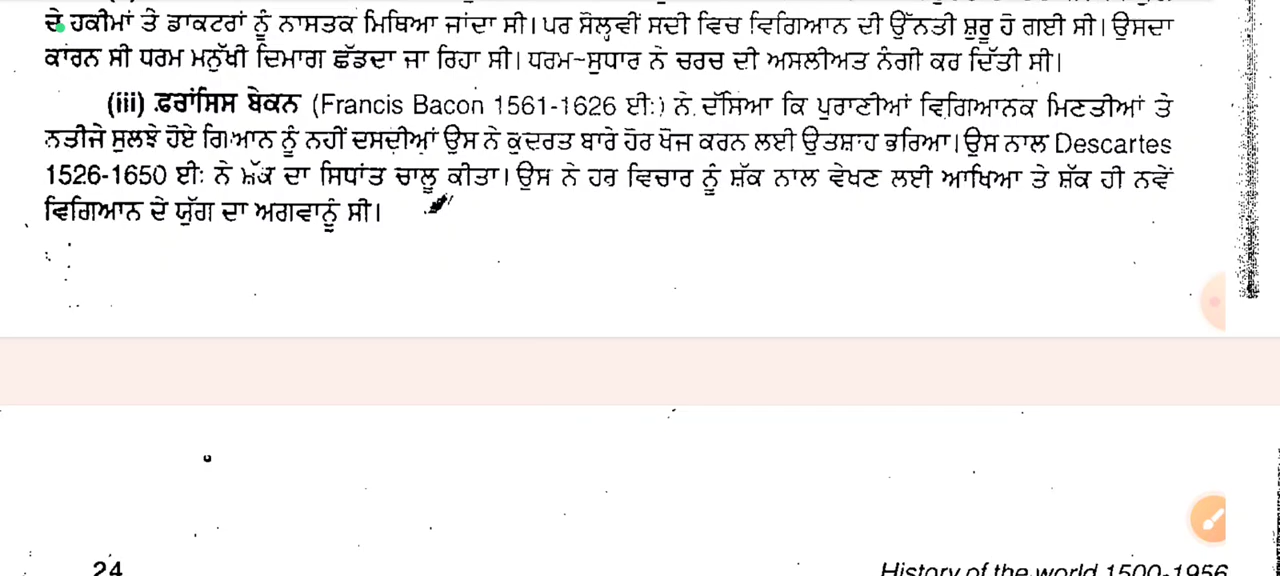 ਦੇ ਹਕੀਮਾਂ ਤੇ ਡਾਕਟਰਾਂ ਨੂੰ ਨਾਸਤਕ ਮਿਥਿਆ ਜਾਂਦਾ ਸੀ। ਪਰ ਸੋਲ੍ਹਵੀਂ ਸਦੀ ਵਿਚ ਵਿਗਿਆਨ ਦੀ ਉੱਨਤੀ ਸ਼ੁਰੂ ਹੋ ਗਈ ਸੀ। ਉਸਦਾ
ਕਾਰਨ ਸੀ ਧਰਮ ਮਨੁੱਖੀ ਦਿਮਾਗ ਛੱਡਦਾ ਜਾ ਰਿਹਾ ਸੀ। ਧਰਮ-ਸੁਧਾਰ ਨੇ ਚਰਚ ਦੀ ਅਸਲੀਅਤ ਨੰਗੀ ਕਰ ਦਿੱਤੀ ਸੀ।
(iii) ਫ਼ਰਾਂਸਿਸ ਬੇਕਨ (Francis Bacon 1561-1626 ਈਃ) ਨੇ ਦੱਸਿਆ ਕਿ ਪੁਰਾਣੀਆਂ ਵਿਗਿਆਨਕ ਮਿਣਤੀਆਂ ਤੇ
ਨਤੀਜੇ ਸੁਲਝੇ ਹੋਏ ਗਿਆਨ ਨੂੰ ਨਹੀਂ ਦਸਦੀਆਂ ਉਸ ਨੇ ਕੁਦਰਤ ਬਾਰੇ ਹੋਰ ਖੋਜ ਕਰਨ ਲਈ ਉਤਸ਼ਾਹ ਭਰਿਆ। ਉਸ ਨਾਲ Descartes
1526-1650 ਈਃ ਨੇ ਸ਼ੱਕ ਦਾ ਸਿਧਾਂਤ ਚਾਲੂ ਕੀਤਾ। ਉਸ ਨੇ ਹਰ ਵਿਚਾਰ ਨੂੰ ਸ਼ੱਕ ਨਾਲ ਵੇਖਣ ਲਈ ਆਖਿਆ ਤੇ ਸ਼ੱਕ ਹੀ ਨਵੇਂ
ਵਿਗਿਆਨ ਦੇ ਯੁੱਗ ਦਾ ਅਗਵਾਨੂੰ ਸੀ।
24 History of the world 1500-1956